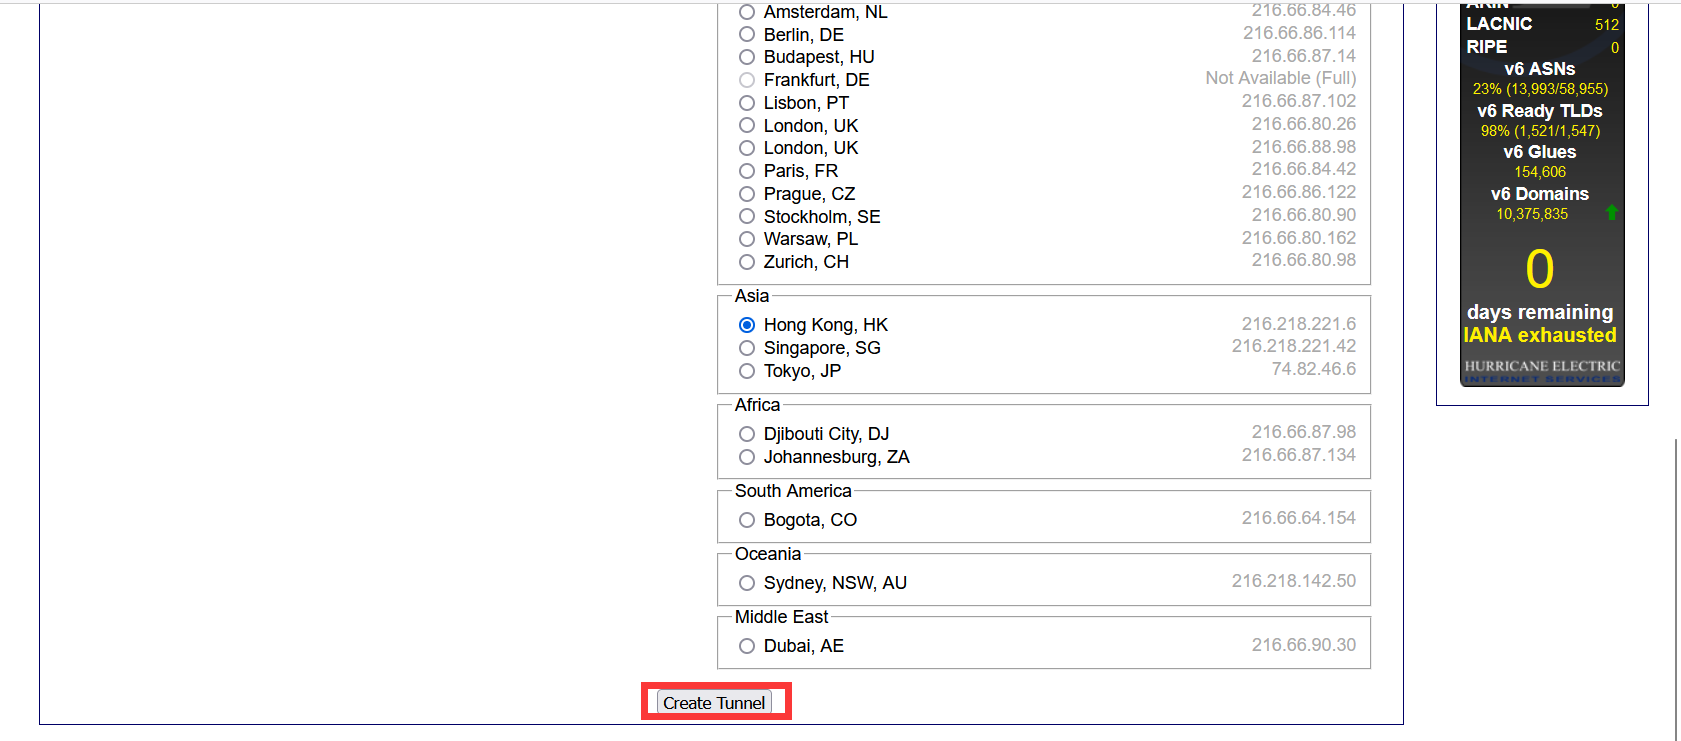 Amsterdam, NL 216.66.84.46
Berlin, DE 216.66.86.114
Budapest, HU 216.66.87.14
Frankfurt, DE Not Available (Full)
Lisbon, PT 216.66.87.102
London, UK 216.66.80.26
London, UK 216.66.88.98
Paris, FR 216.66.84.42
Prague, CZ 216.66.86.122
Stockholm, SE 216.66.80.90
Warsaw, PL 216.66.80.162
Zurich, CH 216.66.80.98
Asia
Hong Kong, HK 216.218.221.6
Singapore, SG 216.218.221.42
Tokyo, JP 74.82.46.6
Africa
Djibouti City, DJ 216.66.87.98
Johannesburg, ZA 216.66.87.134
South America
Bogota, CO 216.66.64.154
Oceania
Sydney, NSW, AU 216.218.142.50
Middle East
Dubai, AE 216.66.90.30
Create Tunnel
ARIN 0
LACNIC 512
RIPE 0
v6 ASNs
23% (13,993/58,955)
v6 Ready TLDs
98% (1,521/1,547)
v6 Glues
154,606
v6 Domains
10,375,835
0
days remaining
IANA exhausted
HURRICANE ELECTRIC
INTERNET SERVICES